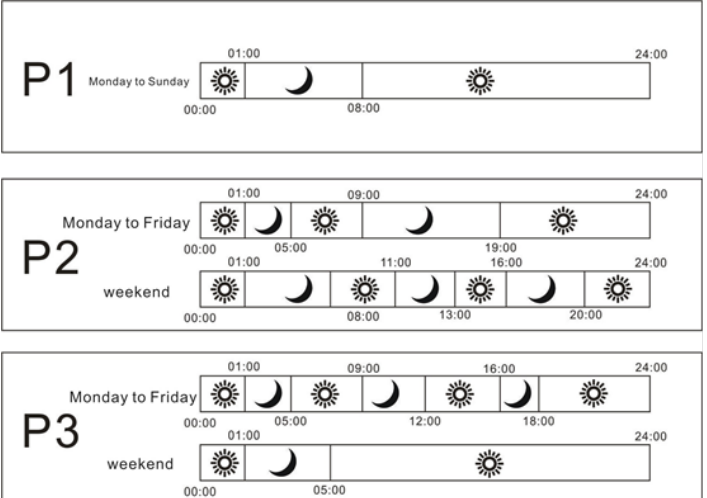 01:00 24:00
P1 Monday to Sunday
00:00 08:00
01:00 09:00 24:00
Monday to Friday
00:00 05:00 19:00
P2
01:00 11:00 16:00 24:00
weekend
00:00 08:00 13:00 20:00
01:00 09:00 16:00 24:00
Monday to Friday
00:00 05:00 12:00 18:00
P3
01:00 24:00
weekend
00:00 05:00